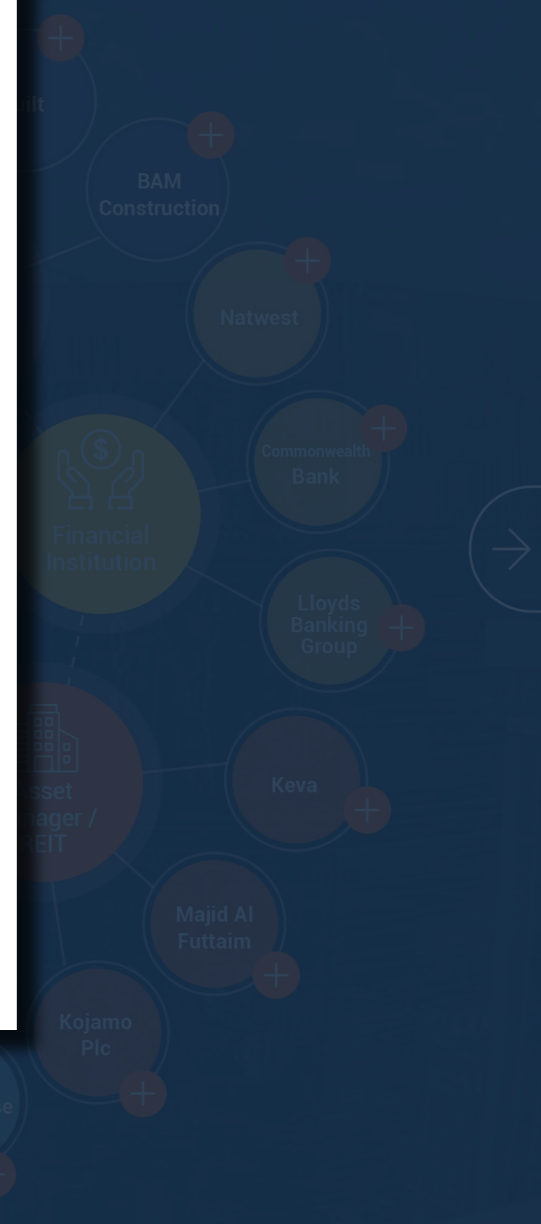 BAM
Construction
Natwest
Commonwealth
Bank
$
Financial
Institution
Lloyds
Banking
Group
Keva
Majid Al
Futtaim
Kojamo
Plc